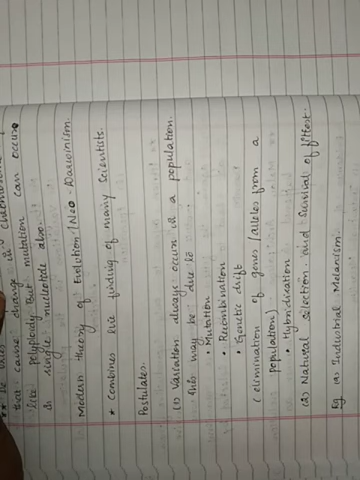 in chromosome
that cause change
like polyploidy but mutation can occur
in single nucleotide also.
Modern theory of Evolution / Neo-Darwinism.
* Combines the finding of many Scientists.
Postulates.
(1) Variation always occur in a population.
This may be due to
• Mutation
• Recombination
• Genetic drift
(elimination of genes/alleles from a
population)
• Hybridization
(2) Natural selection and survival of fittest.
Eg (a) Industrial Melanism.